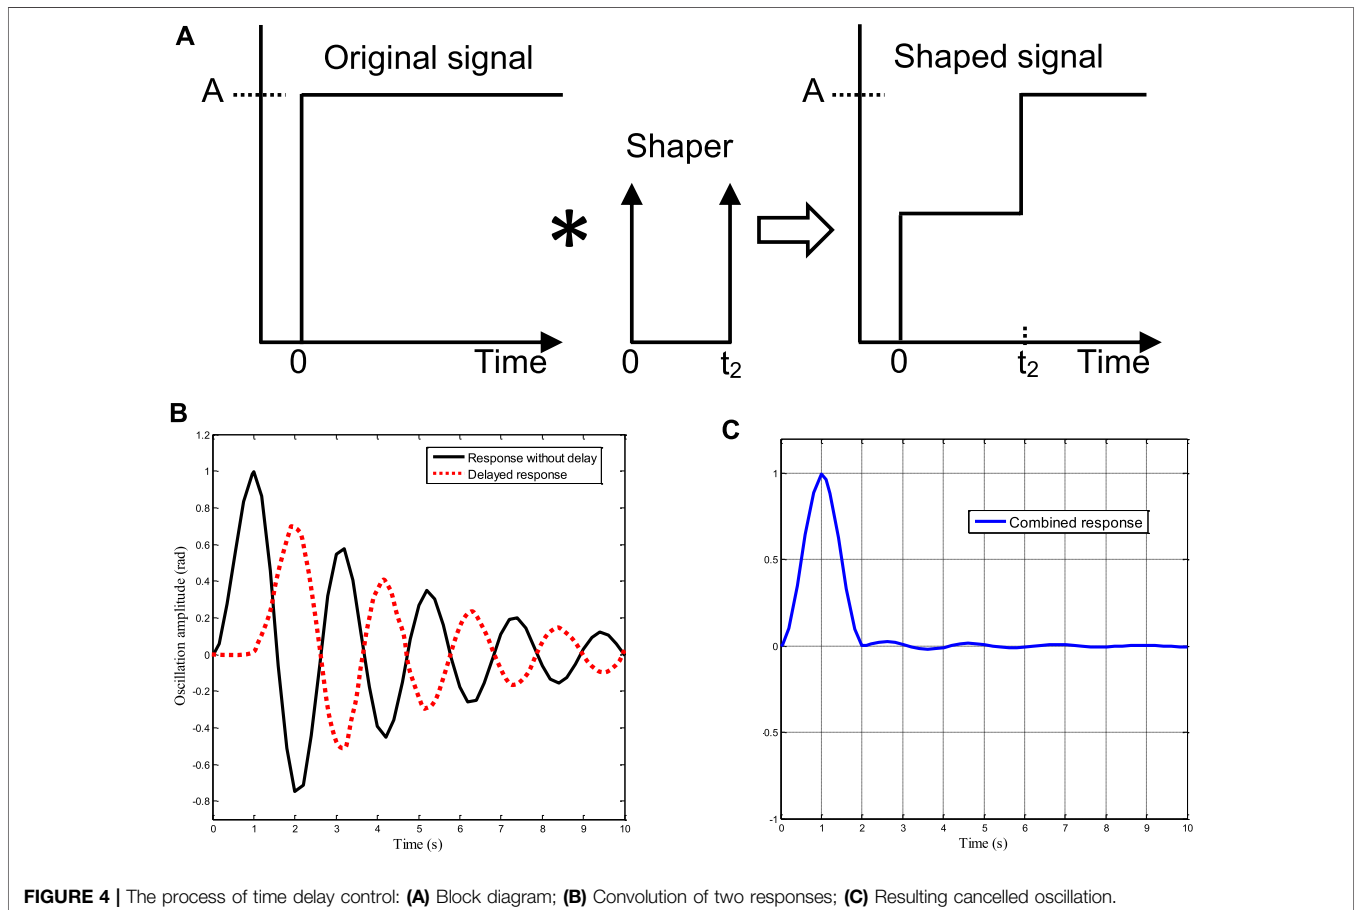 A
Original signal
A
0
Time
*
Shaper
0
t2
Shaped signal
A
0
t2
Time
B
1.2
1
0.8
0.6
0.4
0.2
0
-0.2
-0.4
-0.6
-0.8
Oscillation amplitude (rad)
Response without delay
Delayed response
0 1 2 3 4 5 6 7 8 9 10
Time (s)
C
1
0.5
0
-0.5
-1
Combined response
0 1 2 3 4 5 6 7 8 9 10
Time (s)
FIGURE 4 | The process of time delay control: (A) Block diagram; (B) Convolution of two responses; (C) Resulting cancelled oscillation.